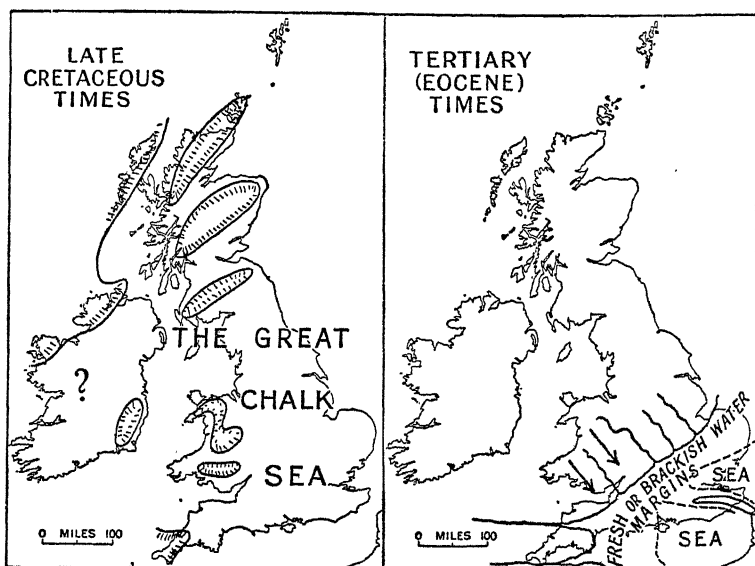 LATE
CRETACEOUS
TIMES
THE GREAT
?
CHALK
SEA
0 MILES 100
TERTIARY
(EOCENE)
TIMES
FRESH OR BRACKISH WATER
MARGINS
SEA
SEA
0 MILES 100